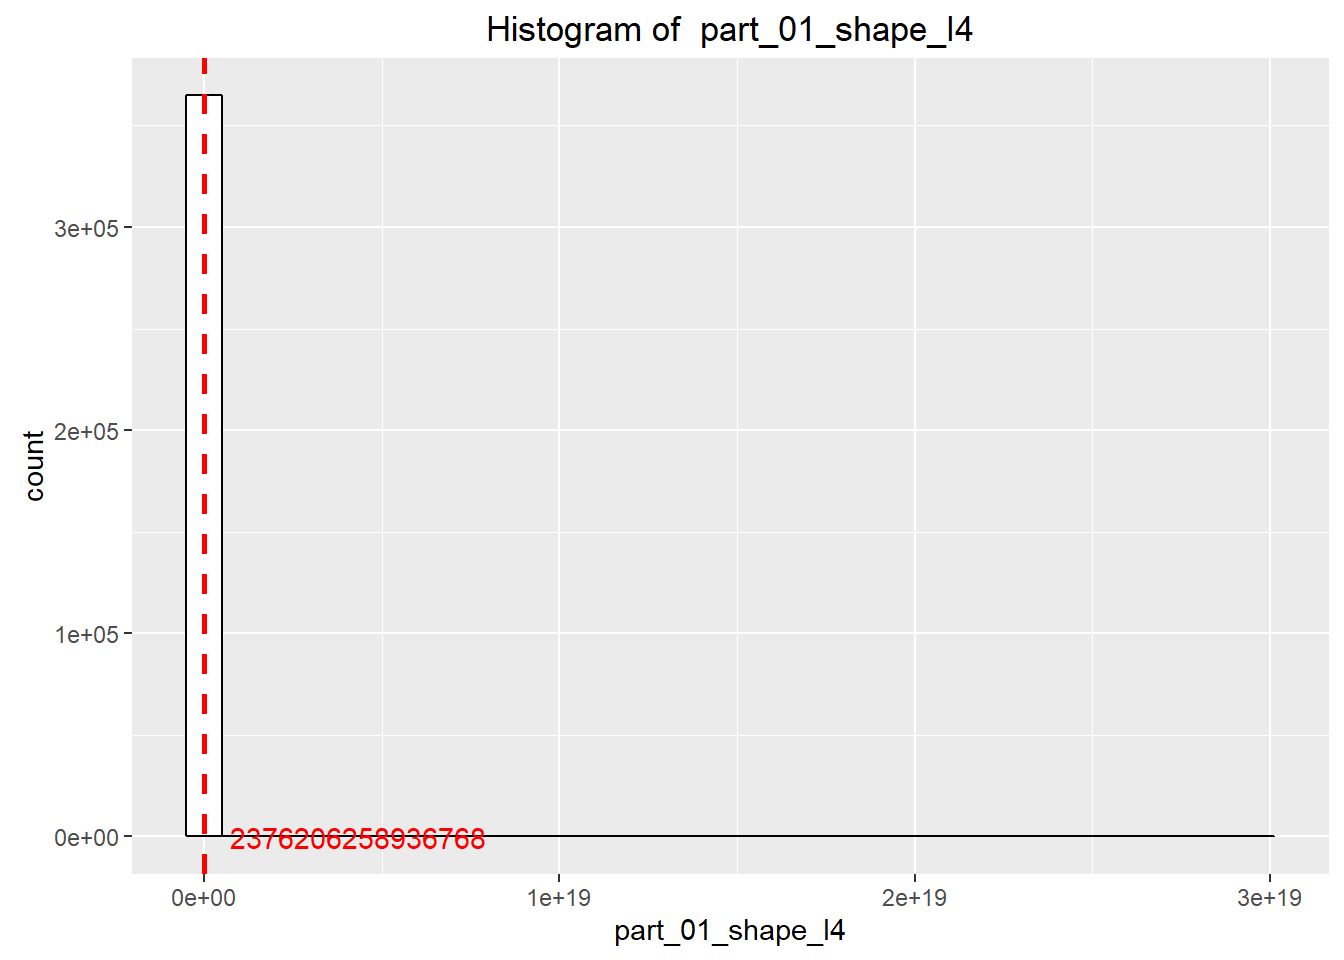 Histogram of  part_01_shape_l4
count
3e+05
2e+05
1e+05
0e+00
2376206258936768
0e+00 1e+19 2e+19 3e+19
part_01_shape_l4